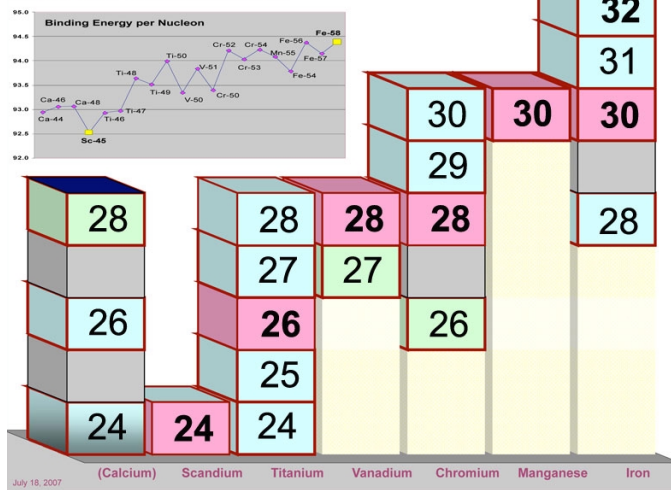 95.0
Binding Energy per Nucleon
94.5
94.0
93.5
93.0
92.5
92.0
Ca-44
Ca-46
Ca-48
Sc-45
Ti-46
Ti-47
Ti-48
Ti-49
Ti-50
V-50
V-51
Cr-50
Cr-52
Cr-53
Cr-54
Mn-55
Fe-54
Fe-56
Fe-57
Fe-58
32
31
30 30 30
29
28 28 28 28 28
27 27
26 26 26
25
24 24 24
(Calcium) Scandium Titanium Vanadium Chromium Manganese Iron
July 18, 2007